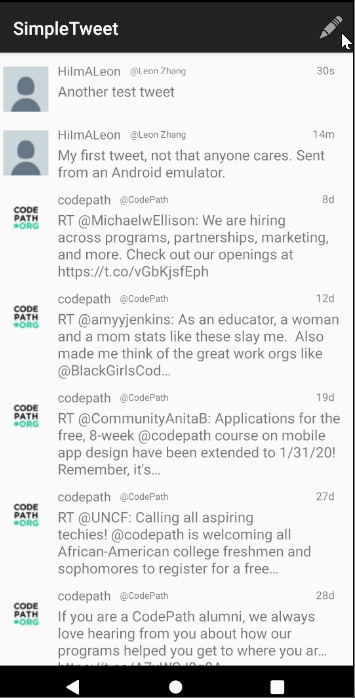 SimpleTweet
HiImALeon @Leon Zhang 30s
Another test tweet
HiImALeon @Leon Zhang 14m
My first tweet, not that anyone cares. Sent
from an Android emulator.
CODE
PATH
*ORG
codepath @CodePath 8d
RT @MichaelwEllison: We are hiring
across programs, partnerships, marketing,
and more. Check out our openings at
https://t.co/vGbKjsfEph
CODE
PATH
*ORG
codepath @CodePath 12d
RT @amyyjenkins: As an educator, a woman
and a mom stats like these slay me.  Also
made me think of the great work orgs like
@BlackGirlsCod…
CODE
PATH
*ORG
codepath @CodePath 19d
RT @CommunityAnitaB: Applications for the
free, 8-week @codepath course on mobile
app design have been extended to 1/31/20!
Remember, it's…
CODE
PATH
*ORG
codepath @CodePath 27d
RT @UNCF: Calling all aspiring
techies! @codepath is welcoming all
African-American college freshmen and
sophomores to register for a free…
CODE
PATH
*ORG
codepath @CodePath 28d
If you are a CodePath alumni, we always
love hearing from you about how our
programs helped you get to where you ar…